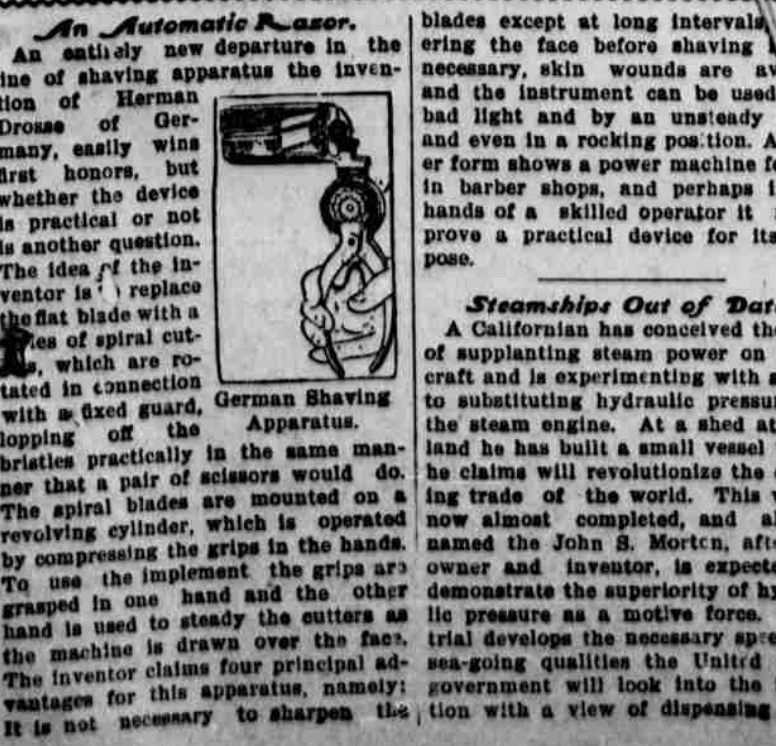 An Automatic Razor.
An entirely new departure in the
line of shaving apparatus the inven-
tion of Herman
Drosse of Ger-
many, easily wins
first honors, but
whether the device
is practical or not
is another question.
The idea of the in-
ventor is replace
the flat blade with a
of spiral cut-
which are ro-
tated in connection
with a fixed guard,
lopping off the
bristles practically in the same man-
ner that a pair of scissors would do.
The spiral blades are mounted on a
revolving cylinder, which is operated
by compressing the grips in the hands.
To use the implement the grips are
grasped in one hand and the other
hand is used to steady the cutters as
the machine is drawn over the face.
The inventor claims four principal ad-
vantages for this apparatus, namely:
It is not necessary to sharpen the
German Shaving
Apparatus.
blades except at long intervals
ering the face before shaving
necessary, skin wounds are av
and the instrument can be used
bad light and by an unsteady
and even in a rocking position. A
er form shows a power machine f
in barber shops, and perhaps i
hands of a skilled operator it
prove a practical device for its
pose.
Steamships Out of Dat
A Californian has conceived the
of supplanting steam power on
craft and is experimenting with
to substituting hydraulic pressu
the steam engine. At a shed at
land he has built a small vessel
he claims will revolutionize the
ing trade of the world. This
now almost completed, and a
named the John S. Morton, aft
owner and inventor, is expecte
demonstrate the superiority of hy
lic pressure as a motive force.
trial develops the necessary spee
sea-going qualities the United
government will look into the
tion with a view of dispensing